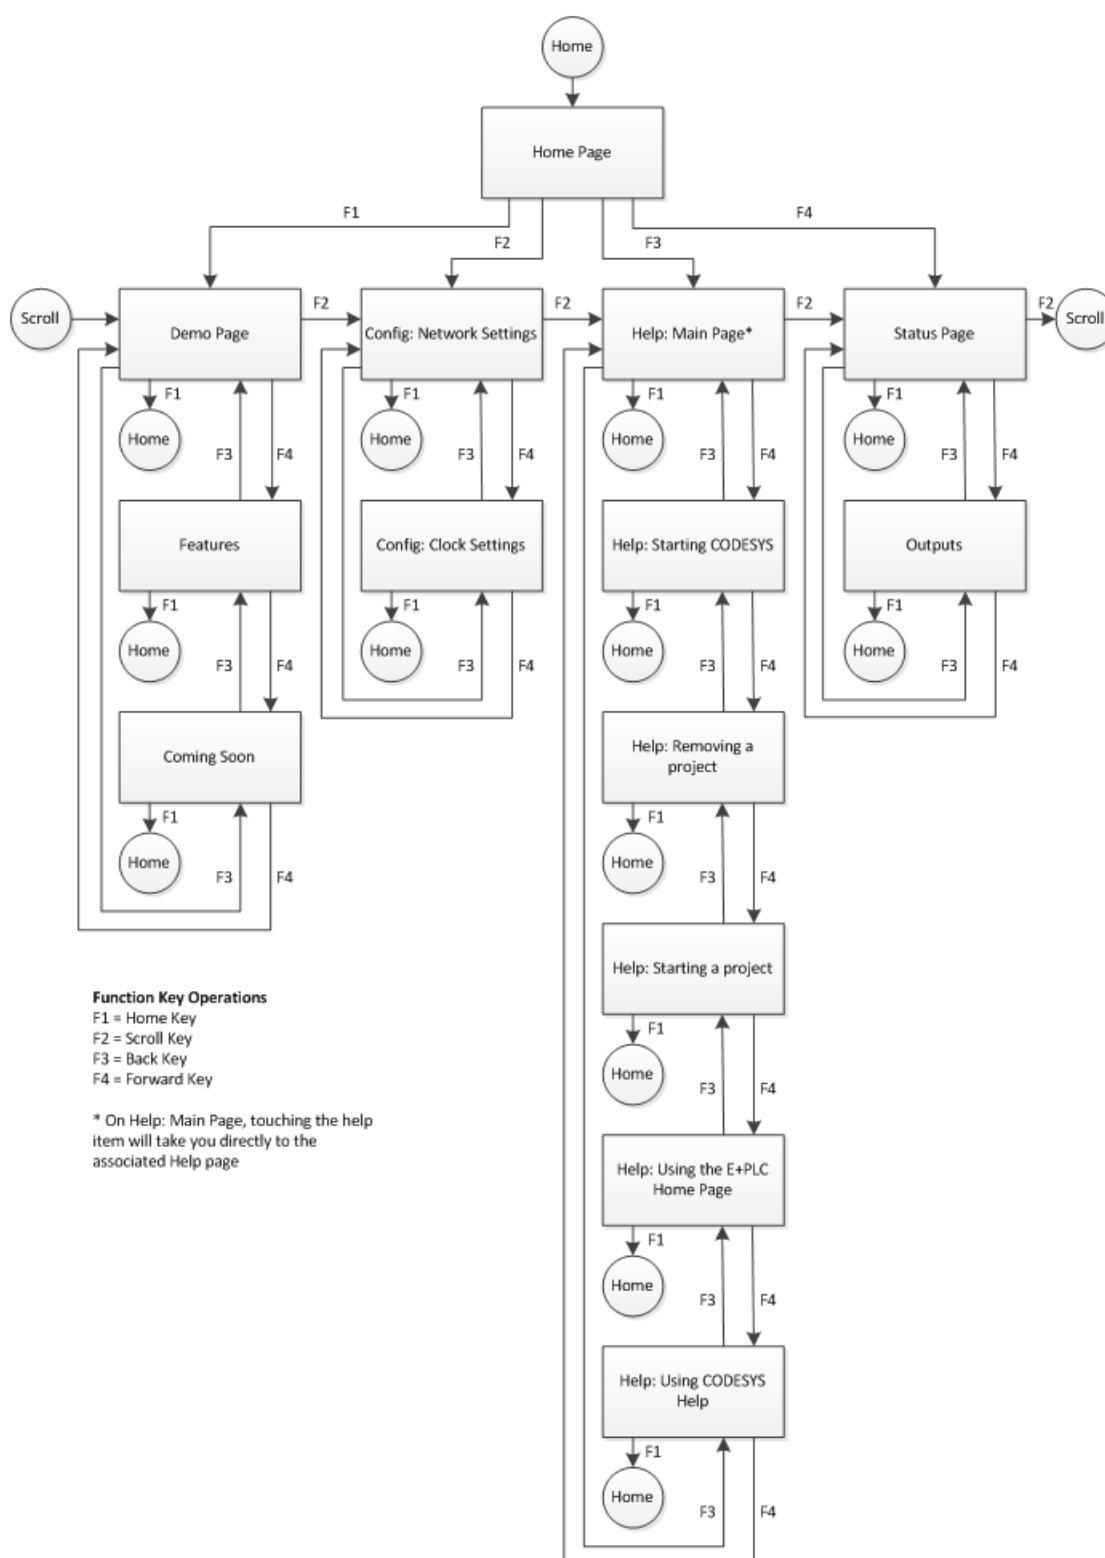 Home
Home Page
F1
F4
F2
F3
Scroll
Demo Page
F2
Config: Network Settings
F2
Help: Main Page*
F2
Status Page
F2
Scroll
F1
F1
F1
F1
Home
Home
Home
Home
F3
F4
F3
F4
F3
F4
F3
F4
Features
Config: Clock Settings
Help: Starting CODESYS
Outputs
F1
F1
F1
F1
Home
Home
Home
Home
F3
F4
F3
F4
F3
F4
F3
F4
Coming Soon
Help: Removing a
project
F1
F1
Home
Home
F3
F4
F3
F4
Help: Starting a project
Function Key Operations
F1 = Home Key
F2 = Scroll Key
F3 = Back Key
F4 = Forward Key
* On Help: Main Page, touching the help
item will take you directly to the
associated Help page
F1
Home
F3
F4
Help: Using the E+PLC
Home Page
F1
Home
F3
F4
Help: Using CODESYS
Help
F1
Home
F3
F4